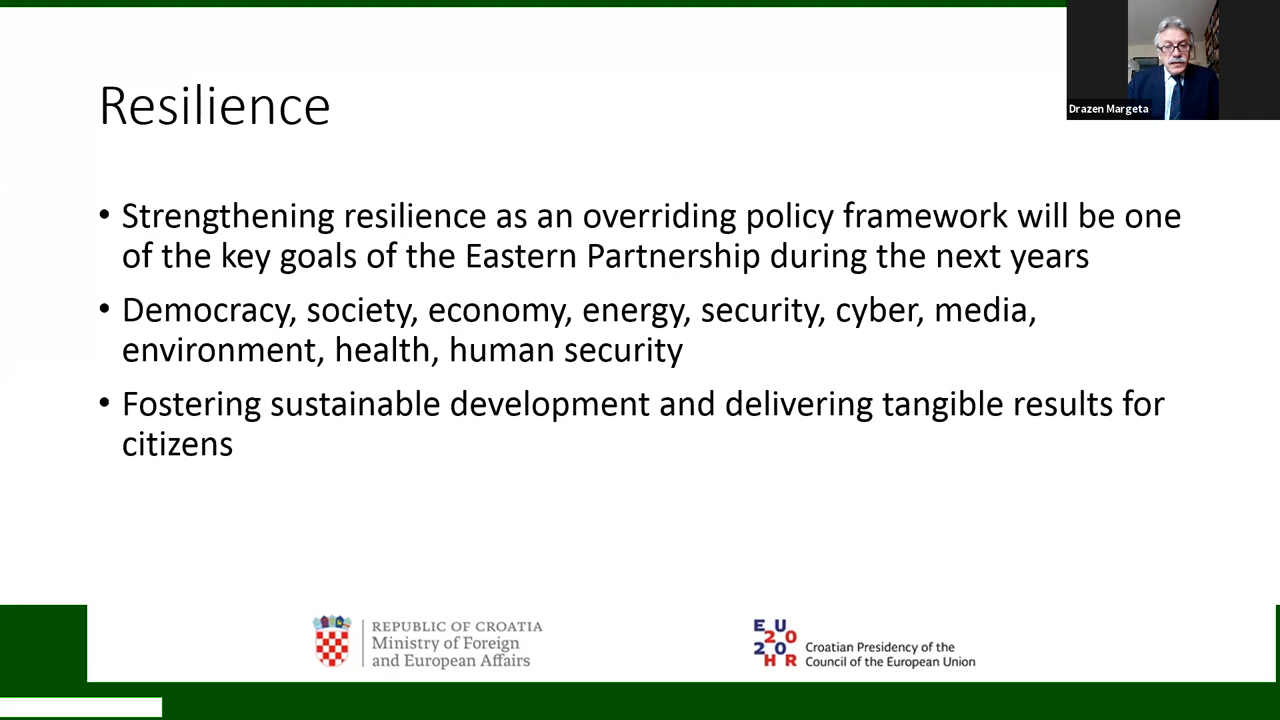 Drazen Margeta
Resilience
• Strengthening resilience as an overriding policy framework will be one
of the key goals of the Eastern Partnership during the next years
• Democracy, society, economy, energy, security, cyber, media,
environment, health, human security
• Fostering sustainable development and delivering tangible results for
citizens
REPUBLIC OF CROATIA
Ministry of Foreign
and European Affairs
EU
20
20
HR
Croatian Presidency of the
Council of the European Union